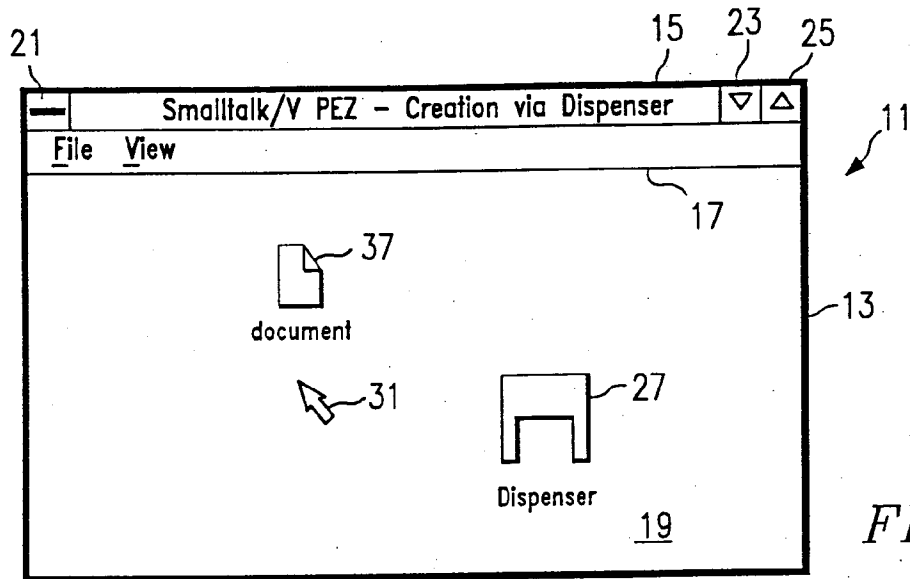 21
15
23
25
Smalltalk/V PEZ - Creation via Dispenser
File View
11
17
37
document
13
31
27
Dispenser
19